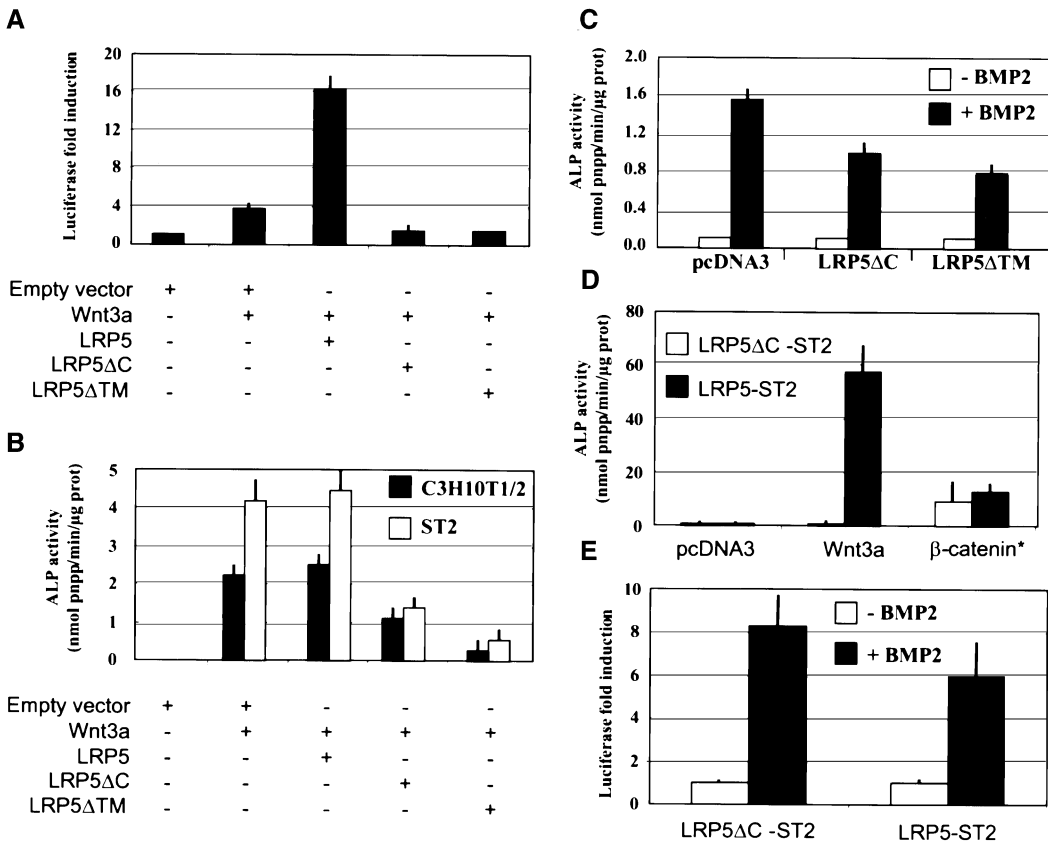 A
Luciferase fold induction
20
16
12
8
4
0
Empty vector + + - - -
Wnt3a - + + + +
LRP5 - - + - -
LRP5ΔC - - - + -
LRP5ΔTM - - - - +
B
ALP activity
(nmol pnpp/min/µg prot)
5
4
3
2
1
0
C3H10T1/2
ST2
Empty vector + + - - -
Wnt3a - + + + +
LRP5 - - + - -
LRP5ΔC - - - + -
LRP5ΔTM - - - - +
C
ALP activity
(nmol pnpp/min/µg prot)
2.0
1.6
1.2
0.8
0.4
0.0
- BMP2
+ BMP2
pcDNA3 LRP5ΔC LRP5ΔTM
D
ALP activity
(nmol pnpp/min/µg prot)
80
60
40
20
0
LRP5ΔC -ST2
LRP5-ST2
pcDNA3 Wnt3a β-catenin*
E
Luciferase fold induction
10
8
6
4
2
0
- BMP2
+ BMP2
LRP5ΔC -ST2 LRP5-ST2